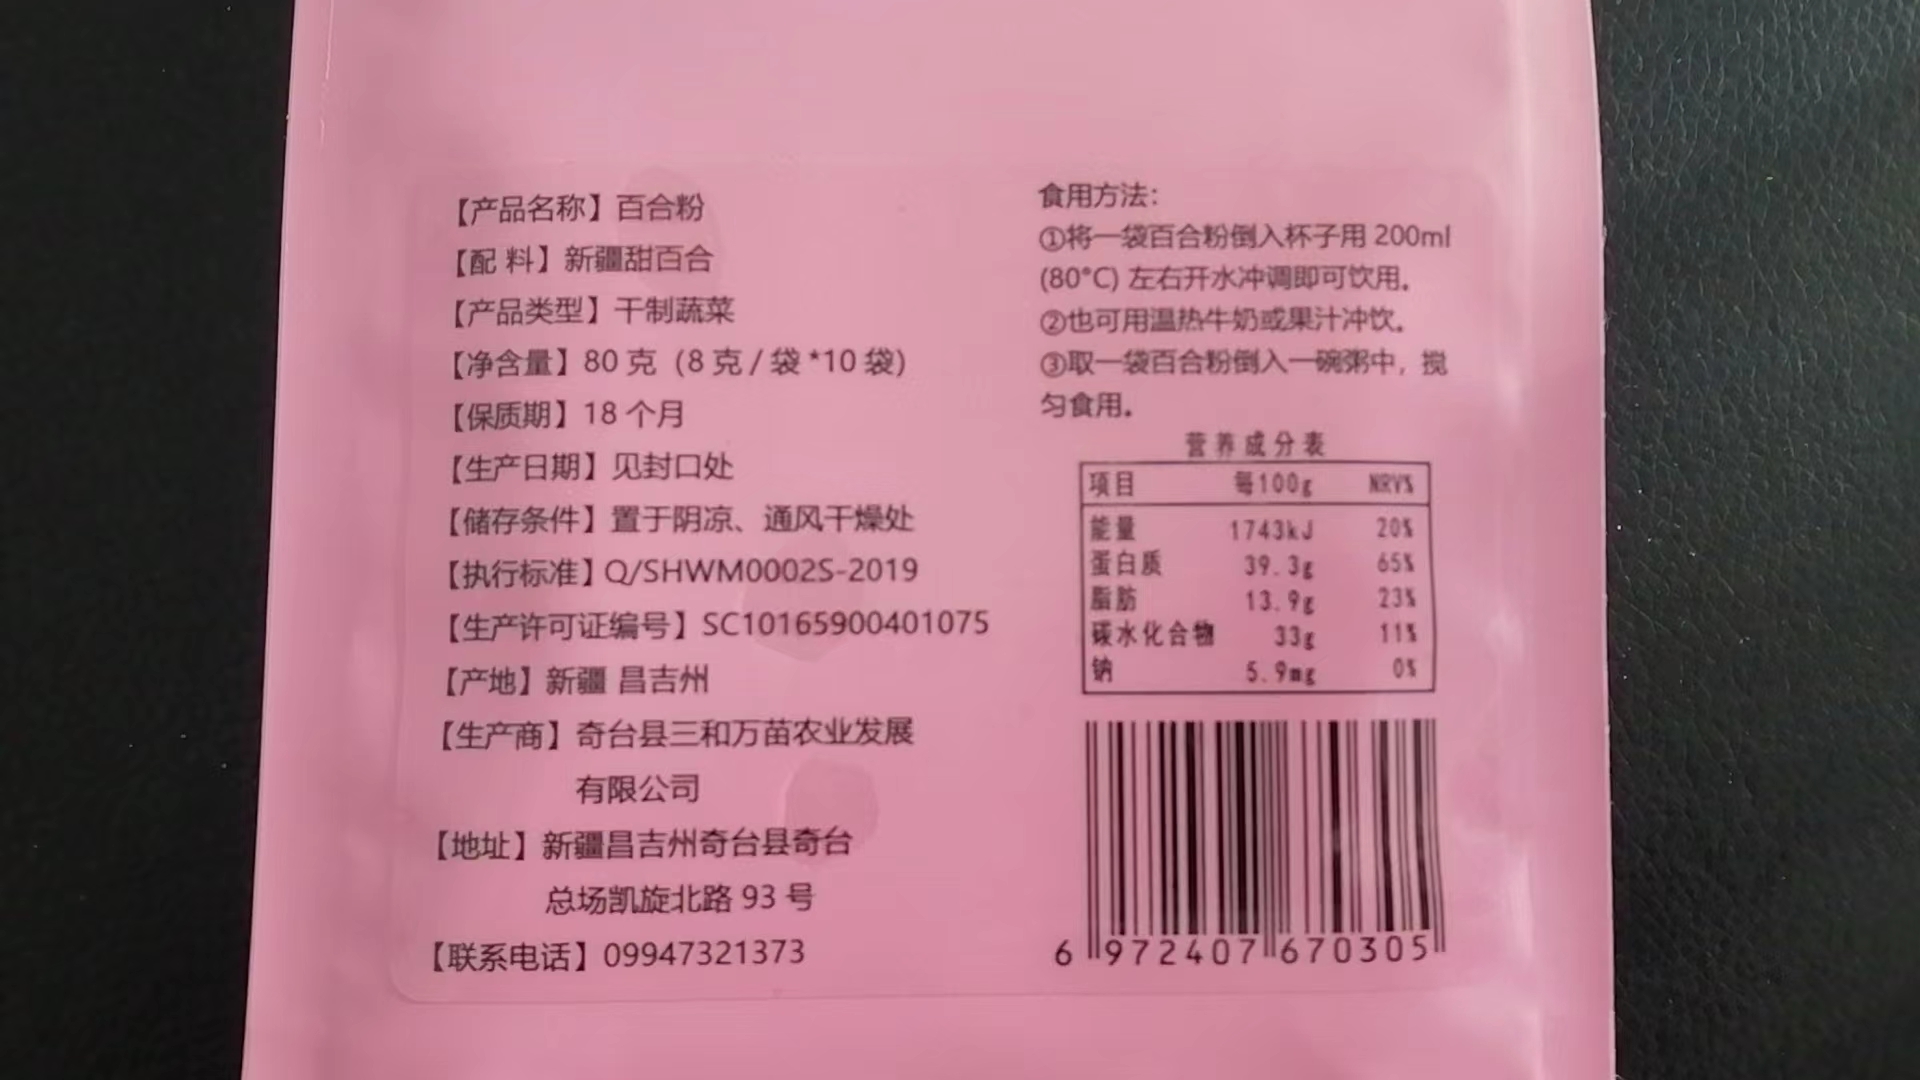 【产品名称】百合粉
【配 料】新疆甜百合
【产品类型】干制蔬菜
【净含量】80 克 (8 克 / 袋 *10 袋)
【保质期】18 个月
【生产日期】见封口处
【储存条件】置于阴凉、通风干燥处
【执行标准】Q/SHWM0002S-2019
【生产许可证编号】SC10165900401075
【产地】新疆 昌吉州
【生产商】奇台县三和万苗农业发展
有限公司
【地址】新疆昌吉州奇台县奇台
总场凯旋北路 93 号
【联系电话】09947321373
食用方法:
①将一袋百合粉倒入杯子用 200ml
(80°C) 左右开水冲调即可饮用。
②也可用温热牛奶或果汁冲饮。
③取一袋百合粉倒入一碗粥中，搅
匀食用。
营养成分表
项目 每100g NRV%
能量 1743kJ 20%
蛋白质 39.3g 65%
脂肪 13.9g 23%
碳水化合物 33g 11%
钠 5.9mg 0%
6 972407 670305